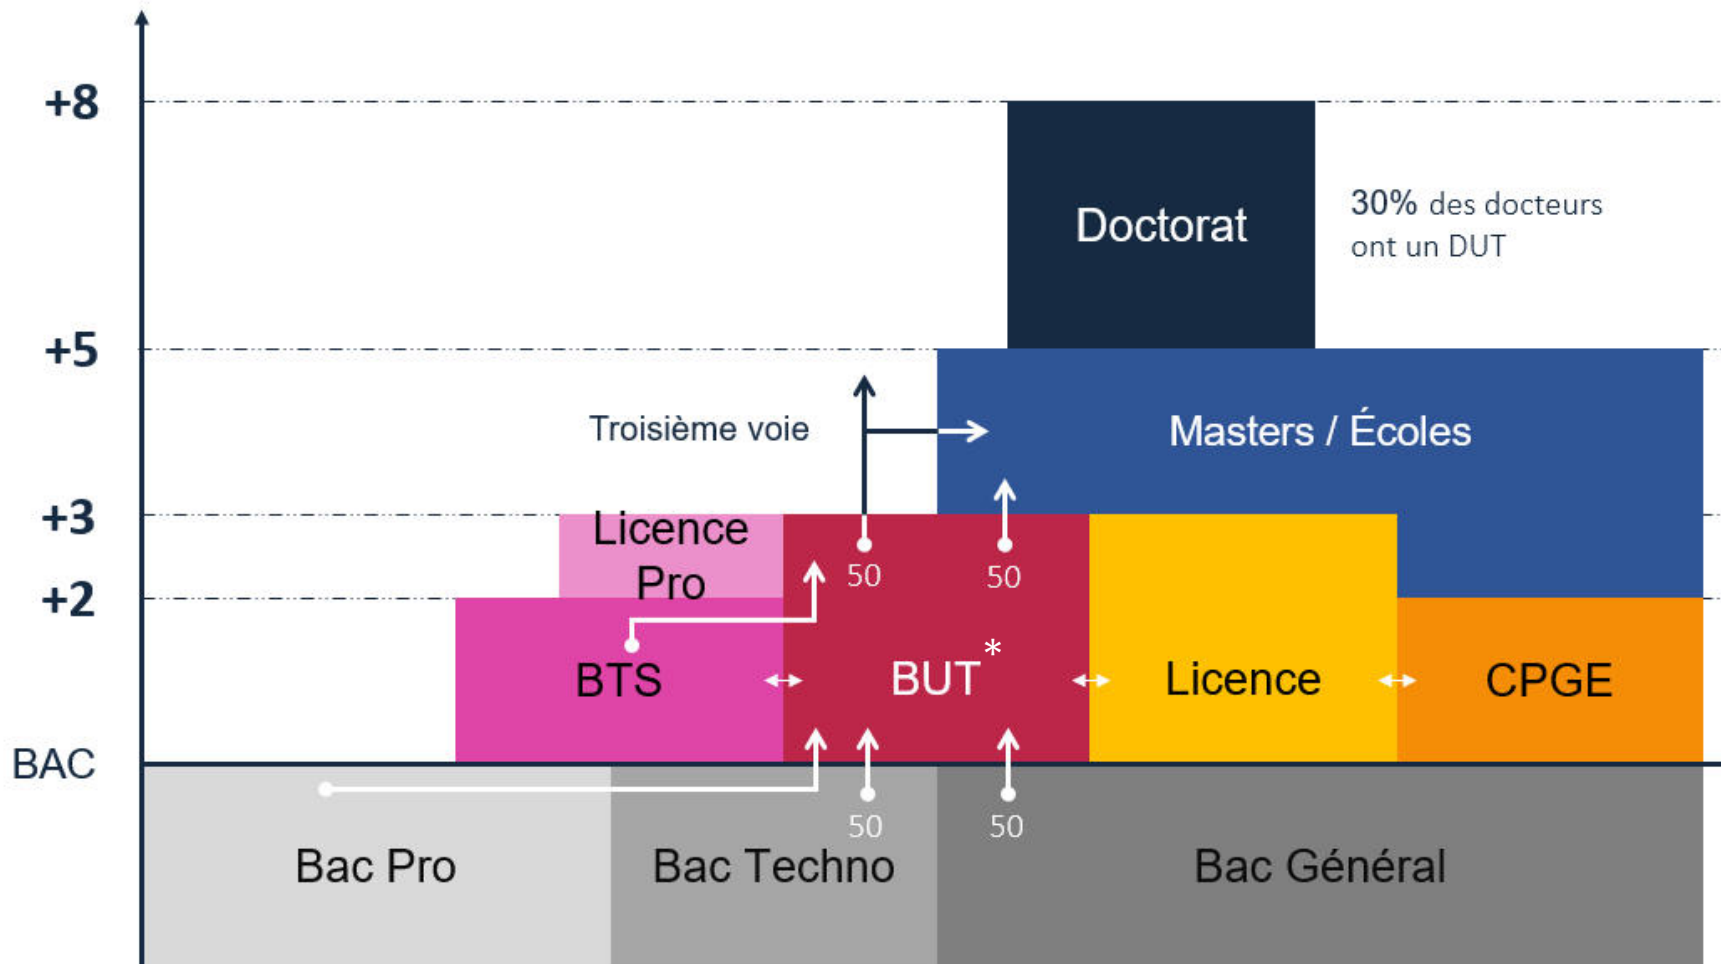 +8
Doctorat
30% des docteurs
ont un DUT
+5
Troisième voie
Masters / Écoles
+3
Licence
Pro
50
50
+2
BTS
BUT*
Licence
CPGE
BAC
50
50
Bac Pro
Bac Techno
Bac Général